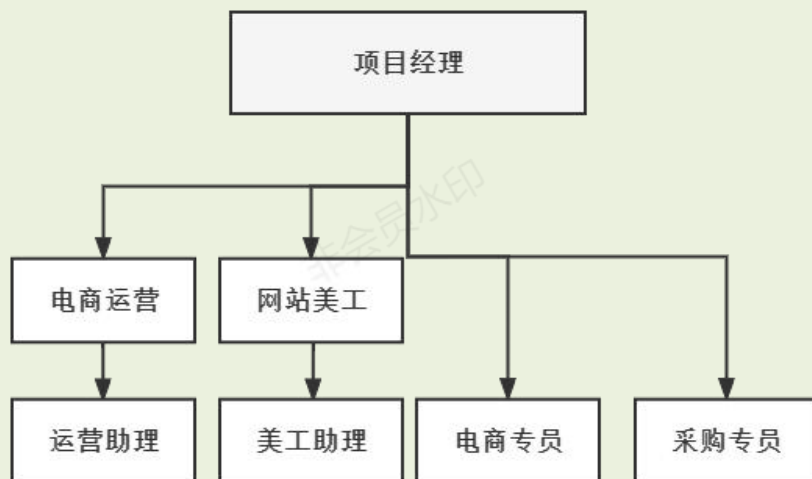 项目经理
非会员水印
电商运营
网站美工
运营助理
美工助理
电商专员
采购专员